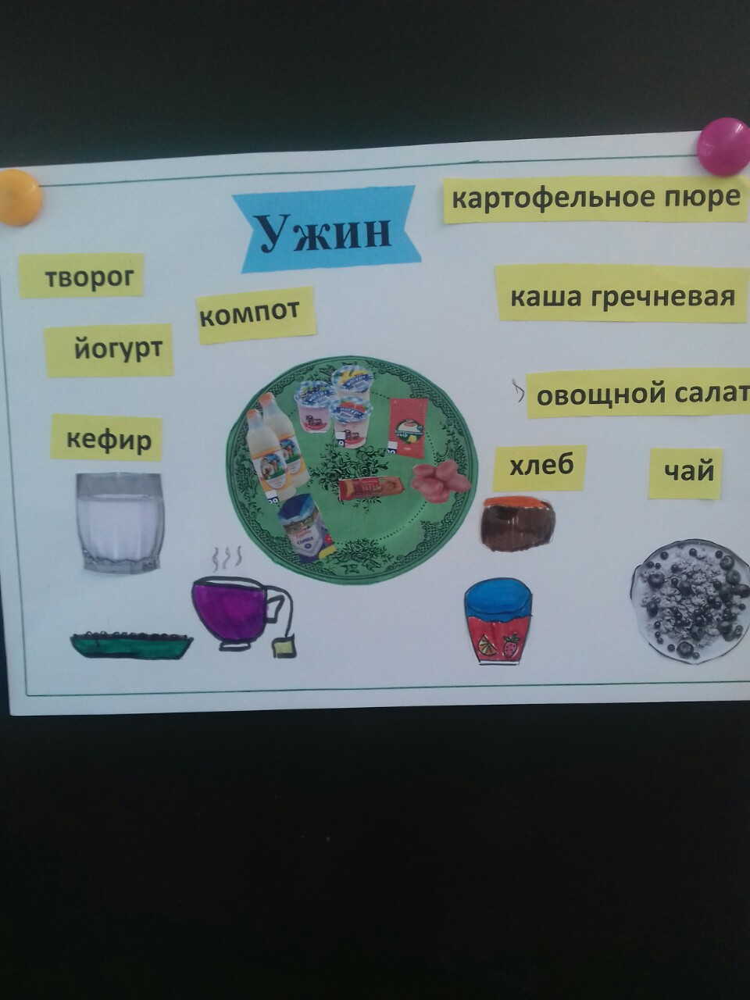 Ужин
картофельное пюре
творог
компот
каша гречневая
йогурт
овощной салат
кефир
хлеб
чай